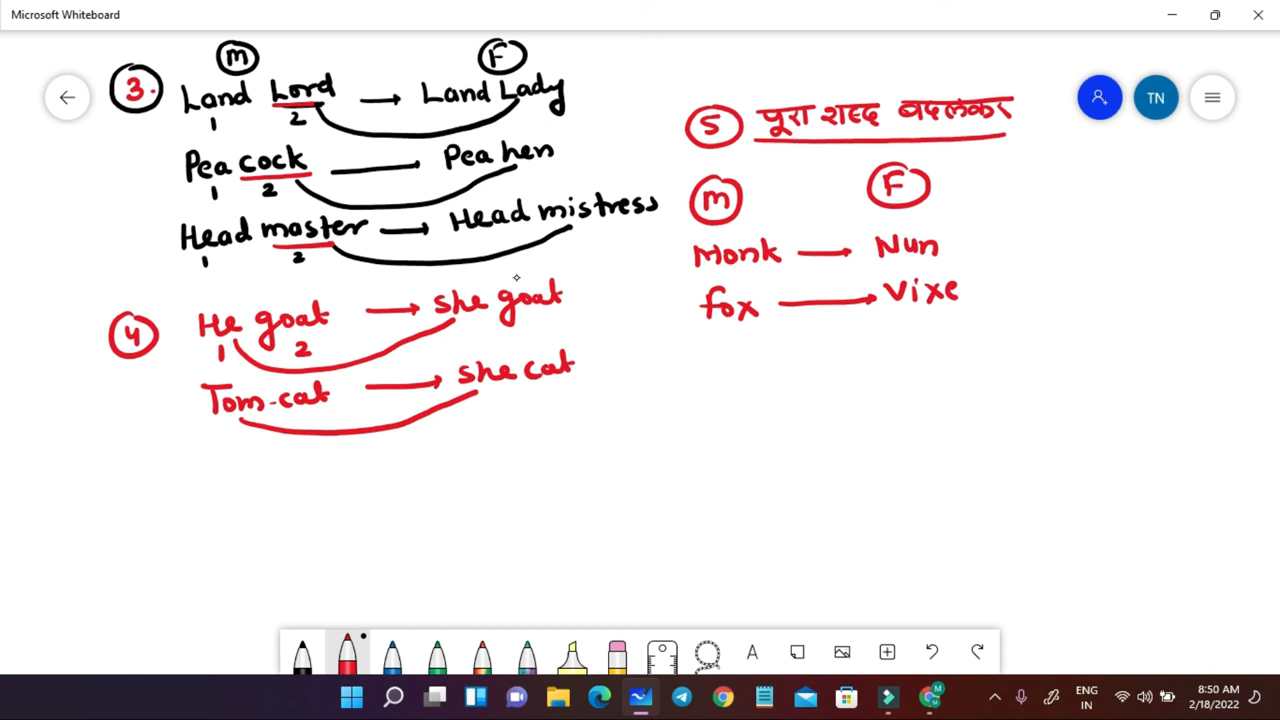 Microsoft Whiteboard
M F
3. Land Lord → Land Lady
1 2
Pea cock → Pea hen
1 2
Head master → Head mistress
1 2
4 He goat → She goat
1 2
Tom-cat → She cat
5 पूरा शब्द बदलकर
M F
Monk → Nun
fox → Vixe
TN
A
ENG
IN
8:50 AM
2/18/2022